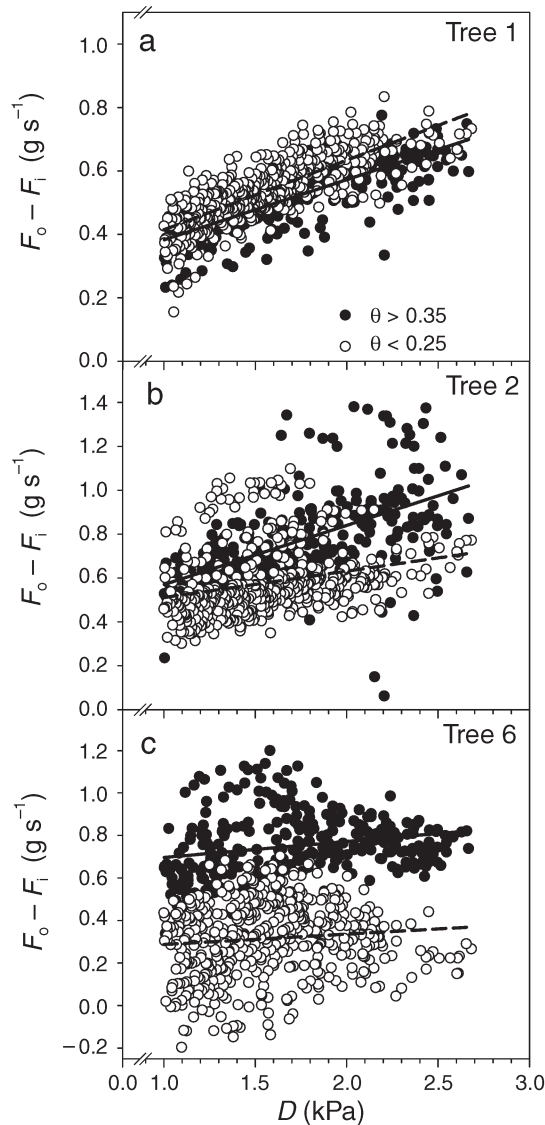 a
Tree 1
1.0
0.8
0.6
0.4
0.2
0.0
Fo – Fi (g s⁻¹)
θ > 0.35
θ < 0.25
b
Tree 2
1.4
1.2
1.0
0.8
0.6
0.4
0.2
0.0
Fo – Fi (g s⁻¹)
c
Tree 6
1.2
1.0
0.8
0.6
0.4
0.2
0.0
−0.2
Fo – Fi (g s⁻¹)
0.0 1.0 1.5 2.0 2.5 3.0
D (kPa)